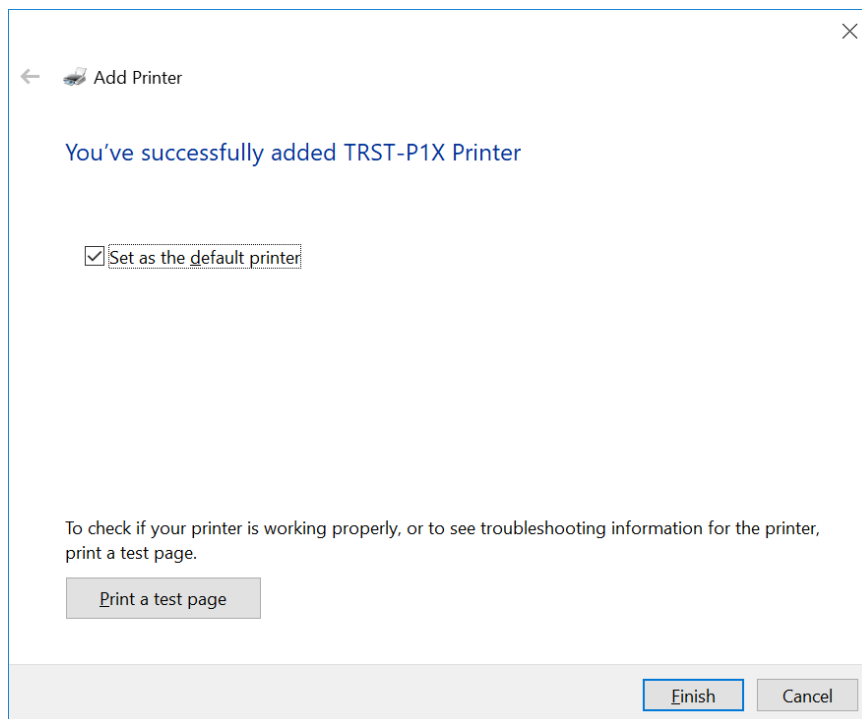 Add Printer
You've successfully added TRST-P1X Printer
Set as the default printer
To check if your printer is working properly, or to see troubleshooting information for the printer,
print a test page.
Print a test page
Finish Cancel